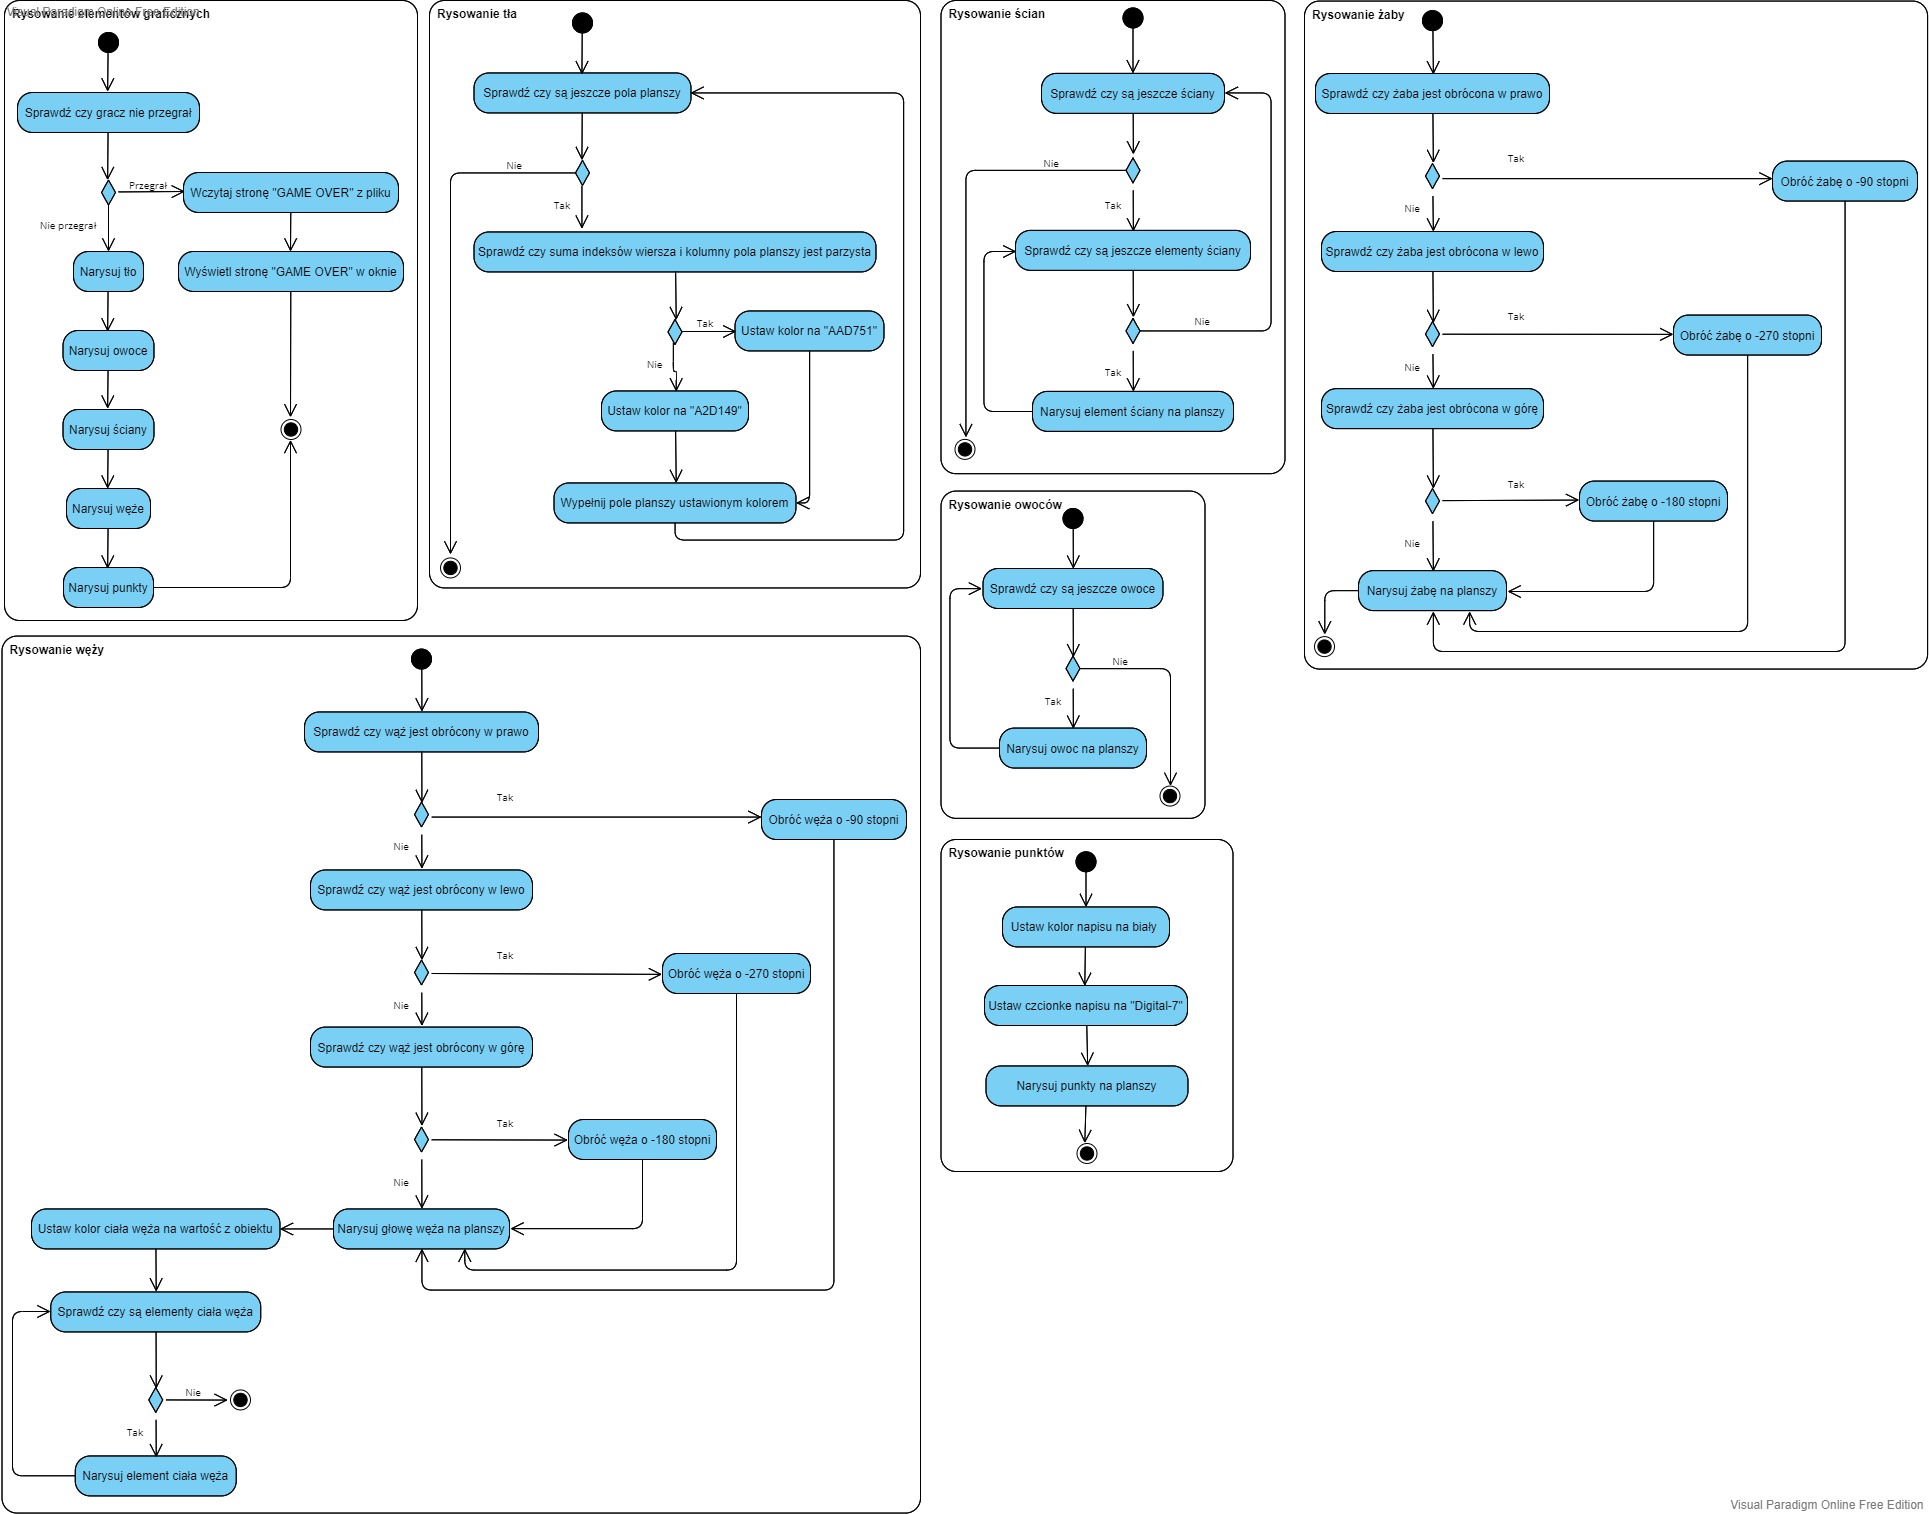 Visual Paradigm Online Free Edition
Rysowanie elementów graficznych
Sprawdź czy gracz nie przegrał
Przegrał
Wczytaj stronę "GAME OVER" z pliku
Nie przegrał
Narysuj tło
Wyświetl stronę "GAME OVER" w oknie
Narysuj owoce
Narysuj ściany
Narysuj węże
Narysuj punkty
Rysowanie tła
Sprawdź czy są jeszcze pola planszy
Nie
Tak
Sprawdź czy suma indeksów wiersza i kolumny pola planszy jest parzysta
Tak
Ustaw kolor na "AAD751"
Nie
Ustaw kolor na "A2D149"
Wypełnij pole planszy ustawionym kolorem
Rysowanie ścian
Sprawdź czy są jeszcze ściany
Nie
Tak
Sprawdź czy są jeszcze elementy ściany
Nie
Tak
Narysuj element ściany na planszy
Rysowanie żaby
Sprawdź czy żaba jest obrócona w prawo
Tak
Obróć żabę o -90 stopni
Nie
Sprawdź czy żaba jest obrócona w lewo
Tak
Obróć żabę o -270 stopni
Nie
Sprawdź czy żaba jest obrócona w górę
Tak
Obróć żabę o -180 stopni
Nie
Narysuj żabę na planszy
Rysowanie owoców
Sprawdź czy są jeszcze owoce
Nie
Tak
Narysuj owoc na planszy
Rysowanie węży
Sprawdź czy wąż jest obrócony w prawo
Tak
Obróć węża o -90 stopni
Nie
Sprawdź czy wąż jest obrócony w lewo
Tak
Obróć węża o -270 stopni
Nie
Sprawdź czy wąż jest obrócony w górę
Tak
Obróć węża o -180 stopni
Nie
Narysuj głowę węża na planszy
Ustaw kolor ciała węża na wartość z obiektu
Sprawdź czy są elementy ciała węża
Nie
Tak
Narysuj element ciała węża
Rysowanie punktów
Ustaw kolor napisu na biały
Ustaw czcionke napisu na "Digital-7"
Narysuj punkty na planszy
Visual Paradigm Online Free Edition